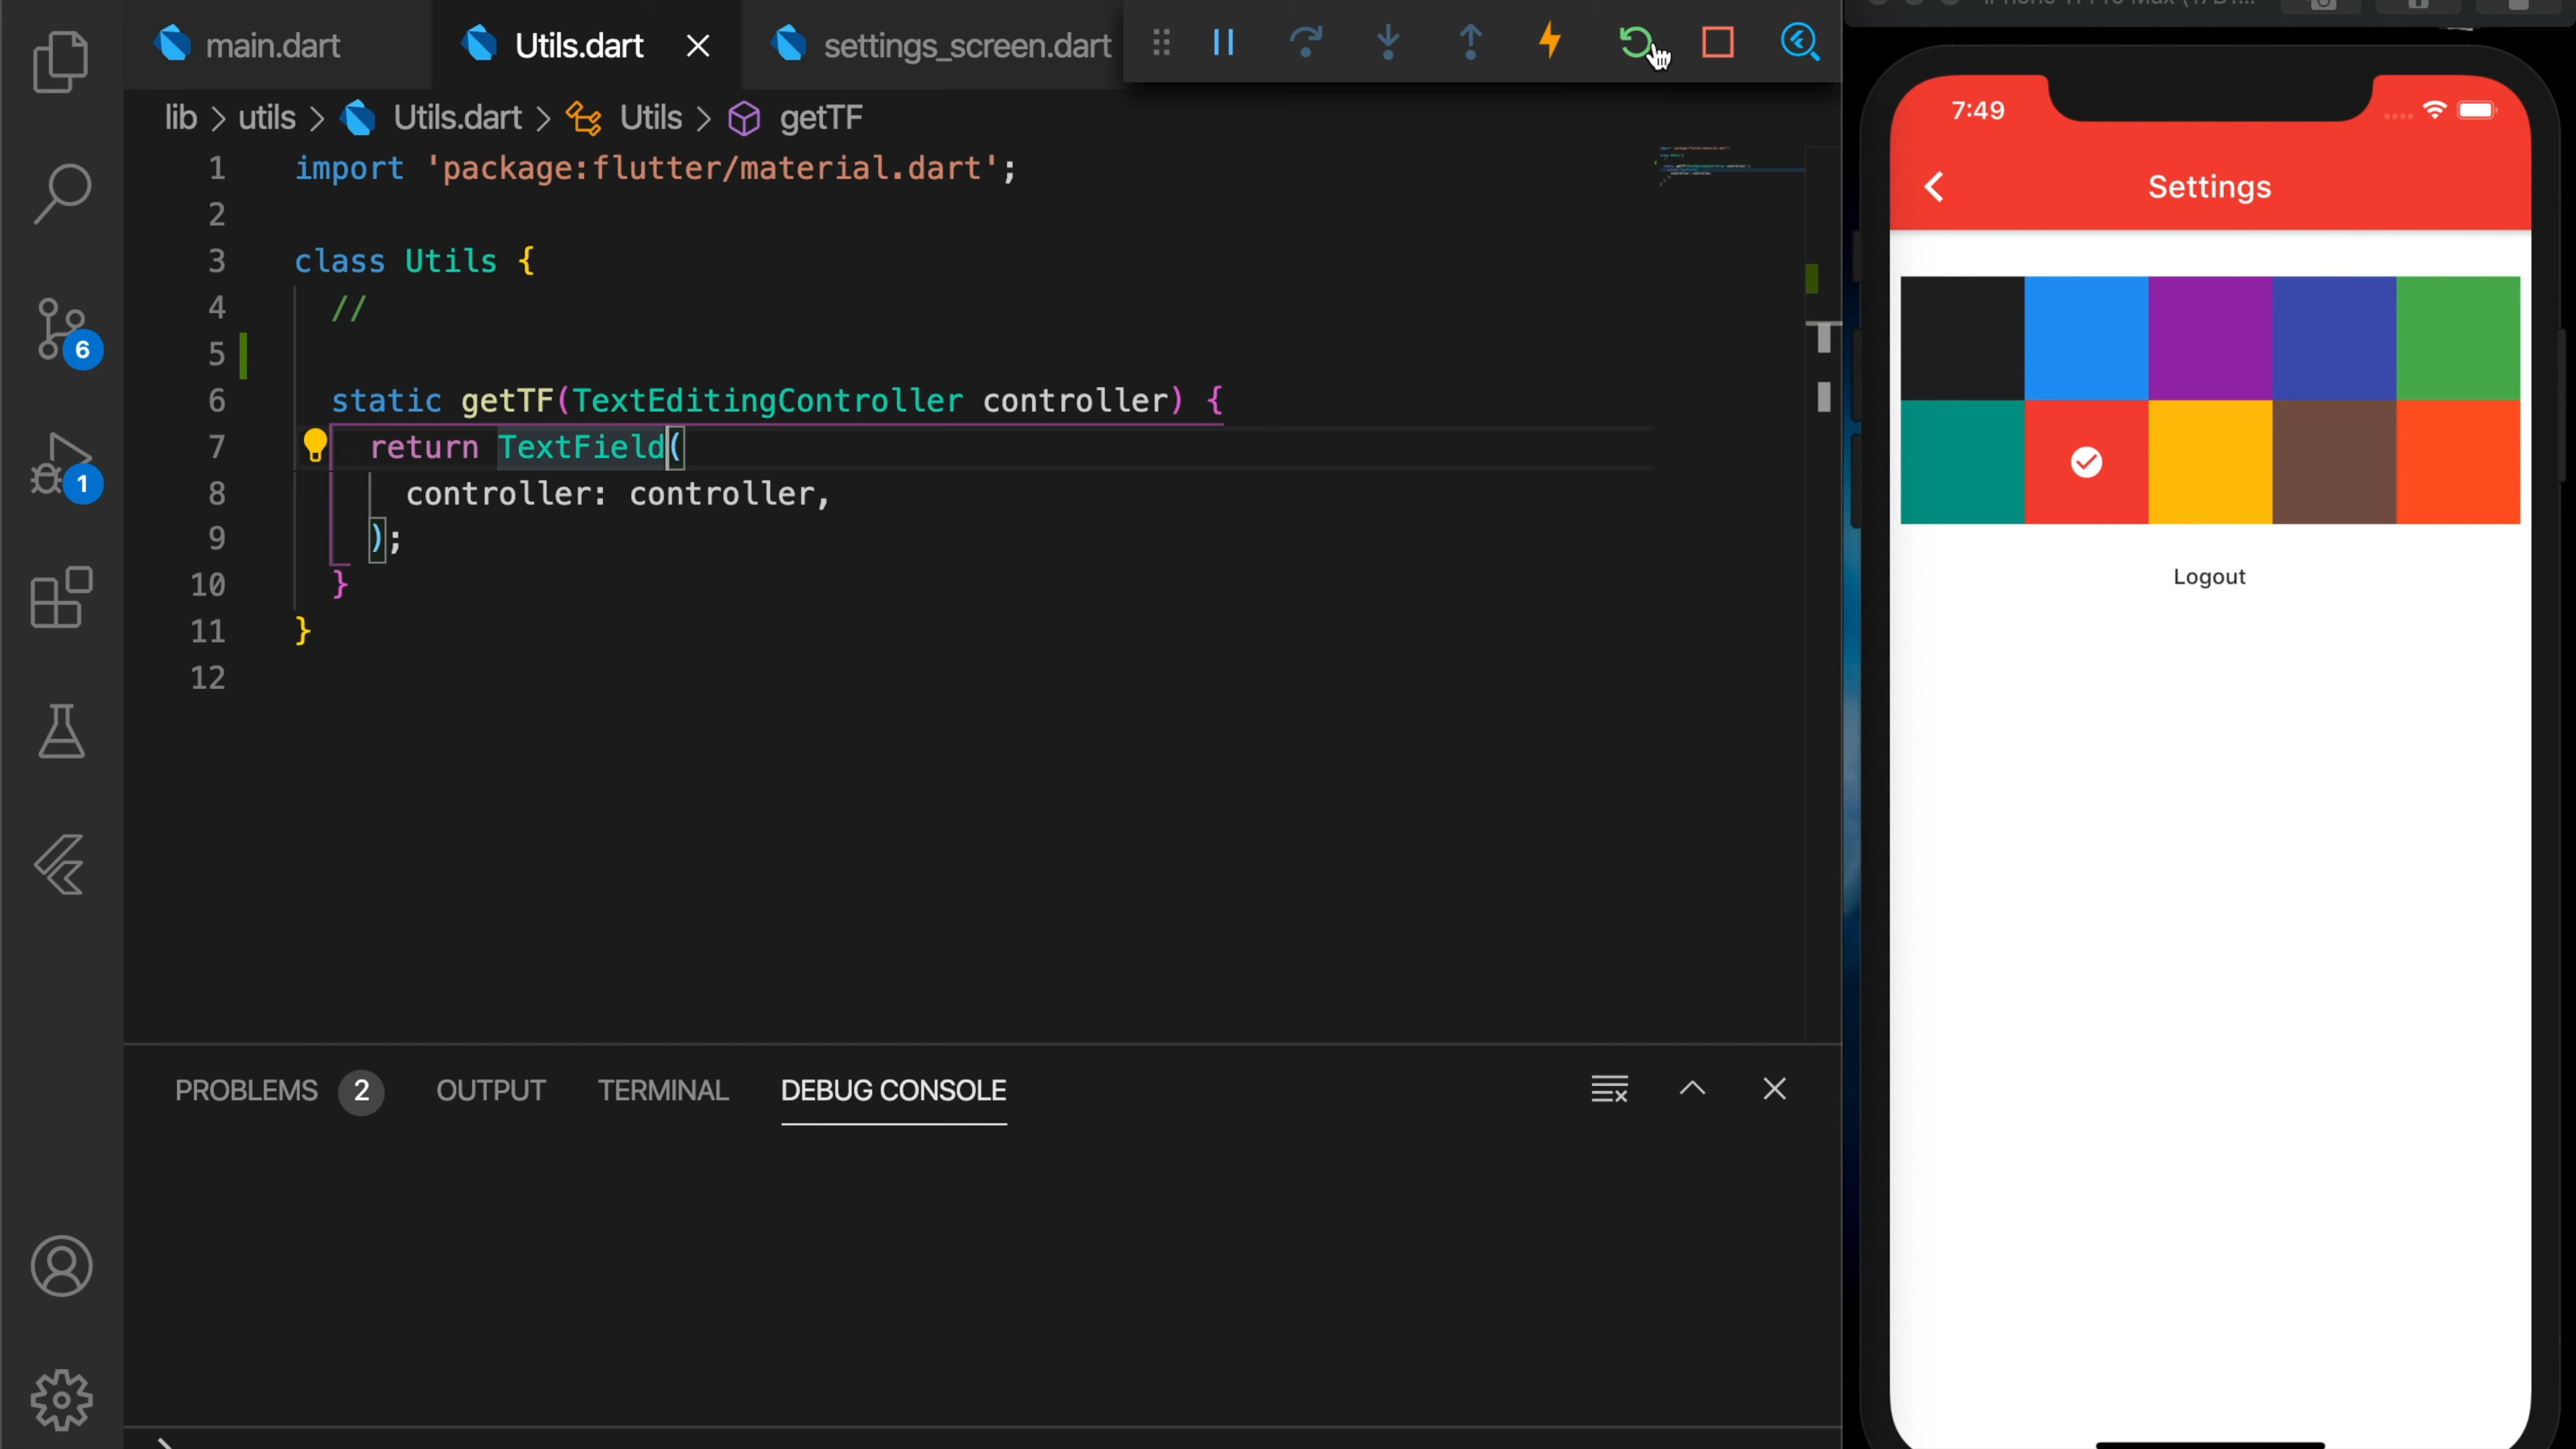 main.dart
Utils.dart
settings_screen.dart
lib > utils > Utils.dart > Utils > getTF
1 import 'package:flutter/material.dart';
2
3 class Utils {
4 //
5
6 static getTF(TextEditingController controller) {
7 return TextField(
8 controller: controller,
9 );
10 }
11 }
12
6
1
PROBLEMS 2 OUTPUT TERMINAL DEBUG CONSOLE
7:49
Settings
Logout